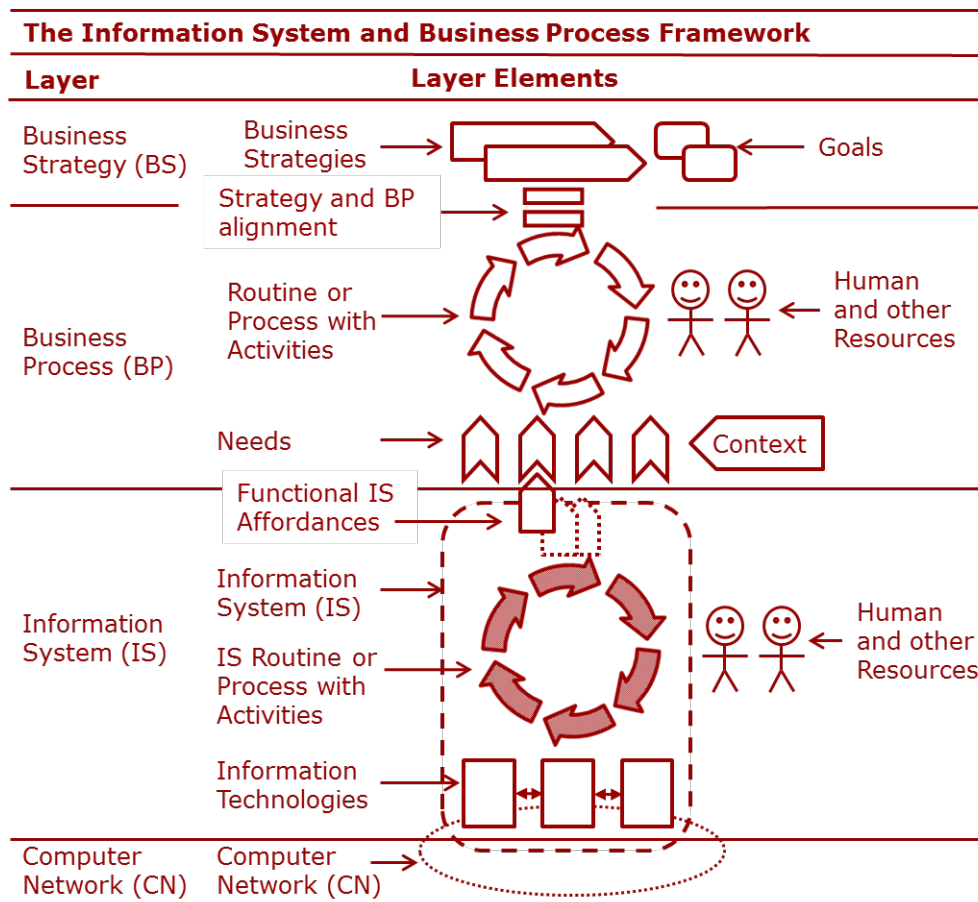 The Information System and Business Process Framework
Layer
Layer Elements
Business
Strategy (BS)
Business
Strategies
Goals
Strategy and BP
alignment
Business
Process (BP)
Routine or
Process with
Activities
Human
and other
Resources
Needs
Context
Functional IS
Affordances
Information
System (IS)
Information
System (IS)
IS Routine or
Process with
Activities
Human
and other
Resources
Information
Technologies
Computer
Network (CN)
Computer
Network (CN)